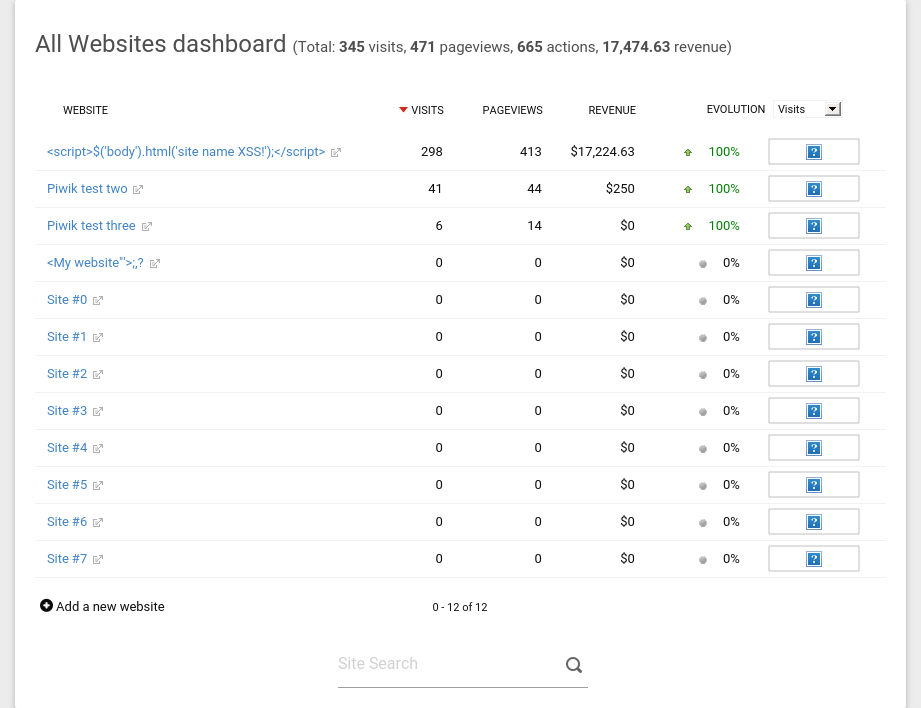 All Websites dashboard (Total: 345 visits, 471 pageviews, 665 actions, 17,474.63 revenue)
WEBSITE VISITS PAGEVIEWS REVENUE EVOLUTION Visits
<script>$('body').html('site name XSS!');</script> 298 413 $17,224.63 100% ?
Piwik test two 41 44 $250 100% ?
Piwik test three 6 14 $0 100% ?
<My website"'>;,? 0 0 $0 0% ?
Site #0 0 0 $0 0% ?
Site #1 0 0 $0 0% ?
Site #2 0 0 $0 0% ?
Site #3 0 0 $0 0% ?
Site #4 0 0 $0 0% ?
Site #5 0 0 $0 0% ?
Site #6 0 0 $0 0% ?
Site #7 0 0 $0 0% ?
Add a new website 0 - 12 of 12
Site Search